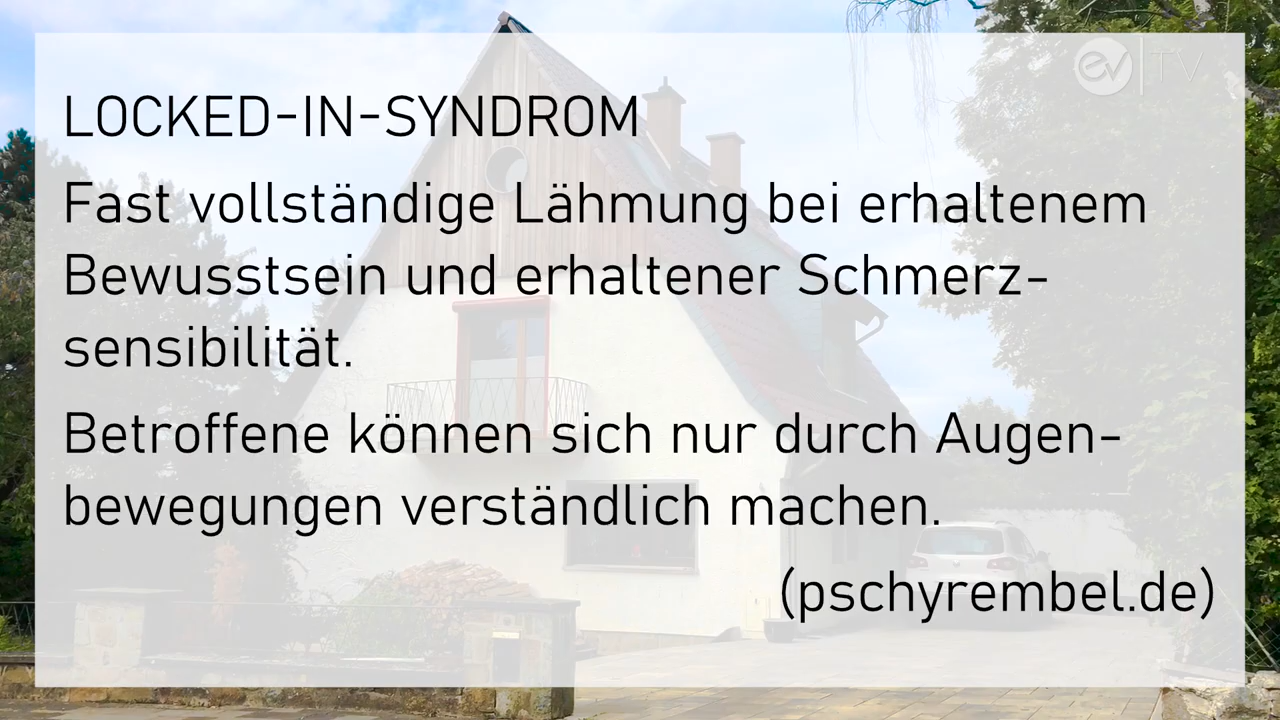 ev|TV
LOCKED-IN-SYNDROM
Fast vollständige Lähmung bei erhaltenem
Bewusstsein und erhaltener Schmerz-
sensibilität.
Betroffene können sich nur durch Augen-
bewegungen verständlich machen.
(pschyrembel.de)